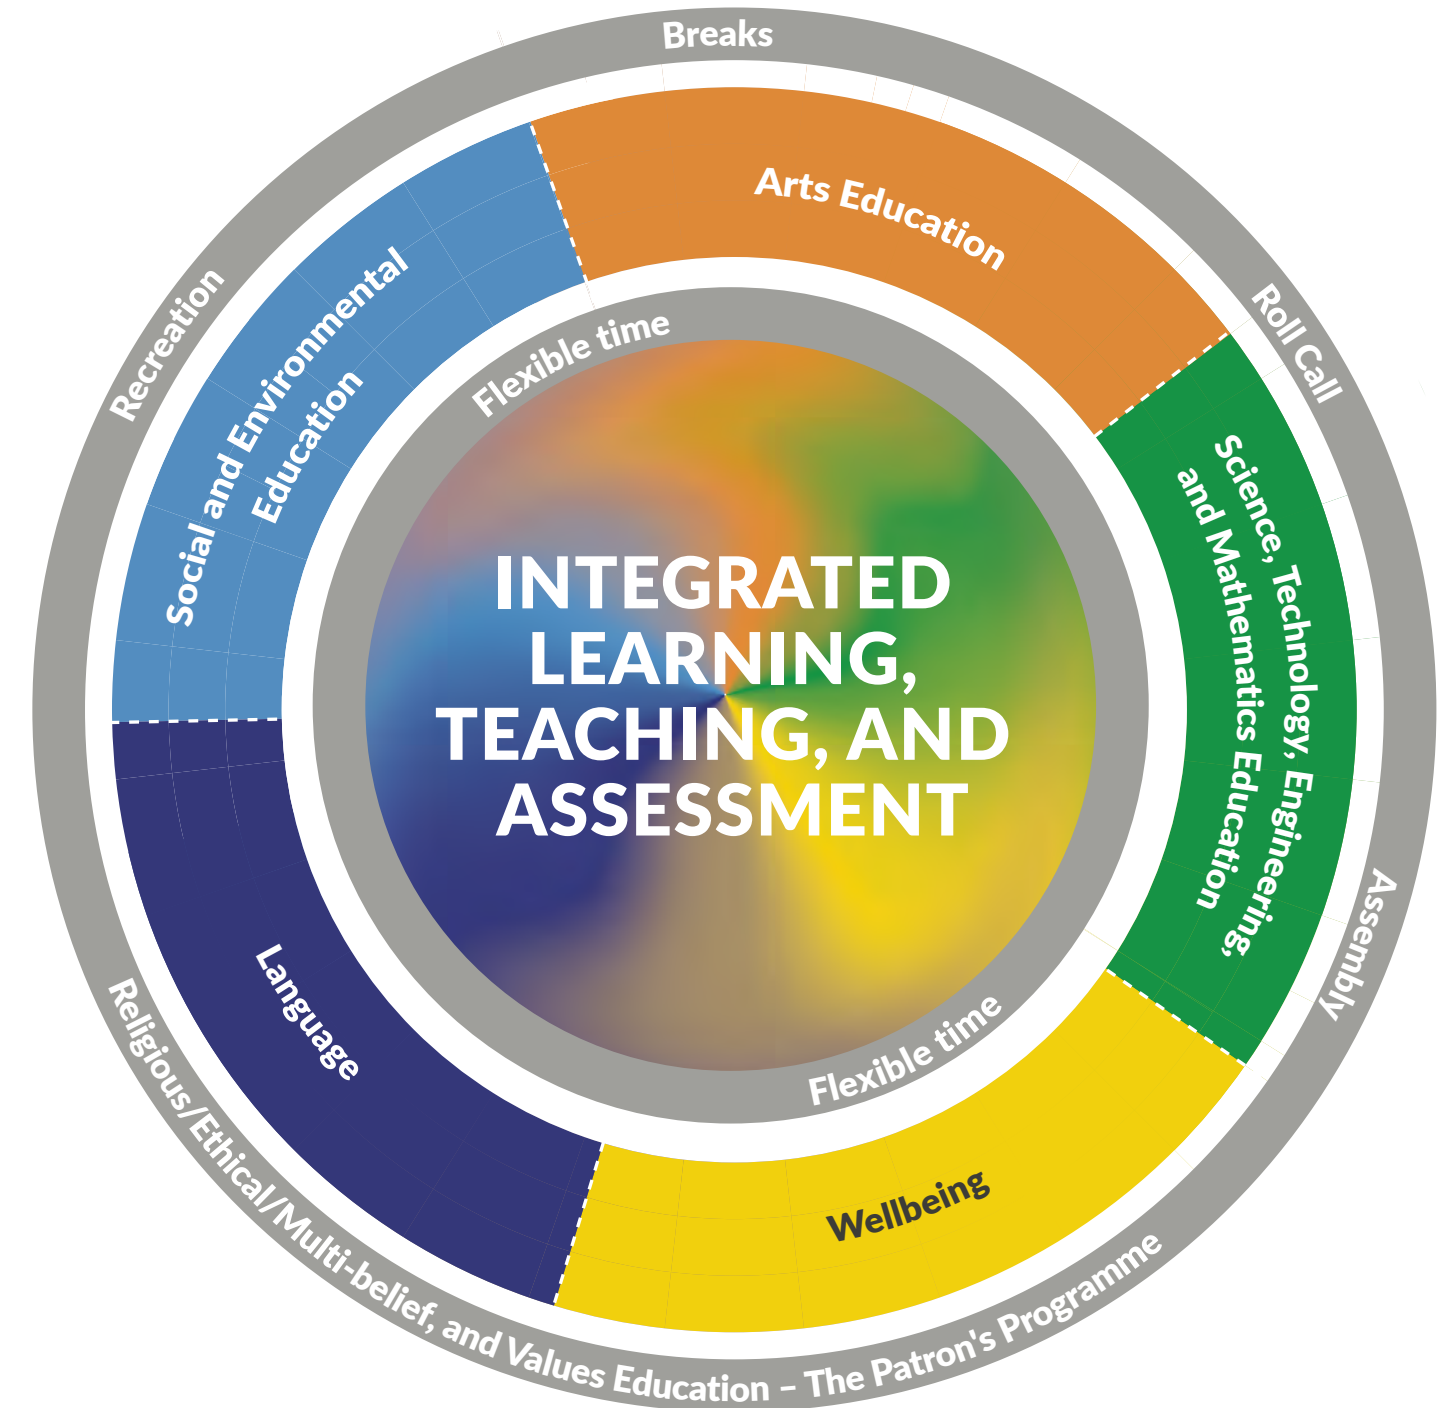 Breaks
Roll Call
Assembly
Religious/Ethical/Multi-belief, and Values Education – The Patron's Programme
Recreation
Arts Education
Science, Technology, Engineering,
and Mathematics Education
Wellbeing
Language
Social and Environmental
Education
Flexible time
INTEGRATED
LEARNING,
TEACHING, AND
ASSESSMENT
Flexible time